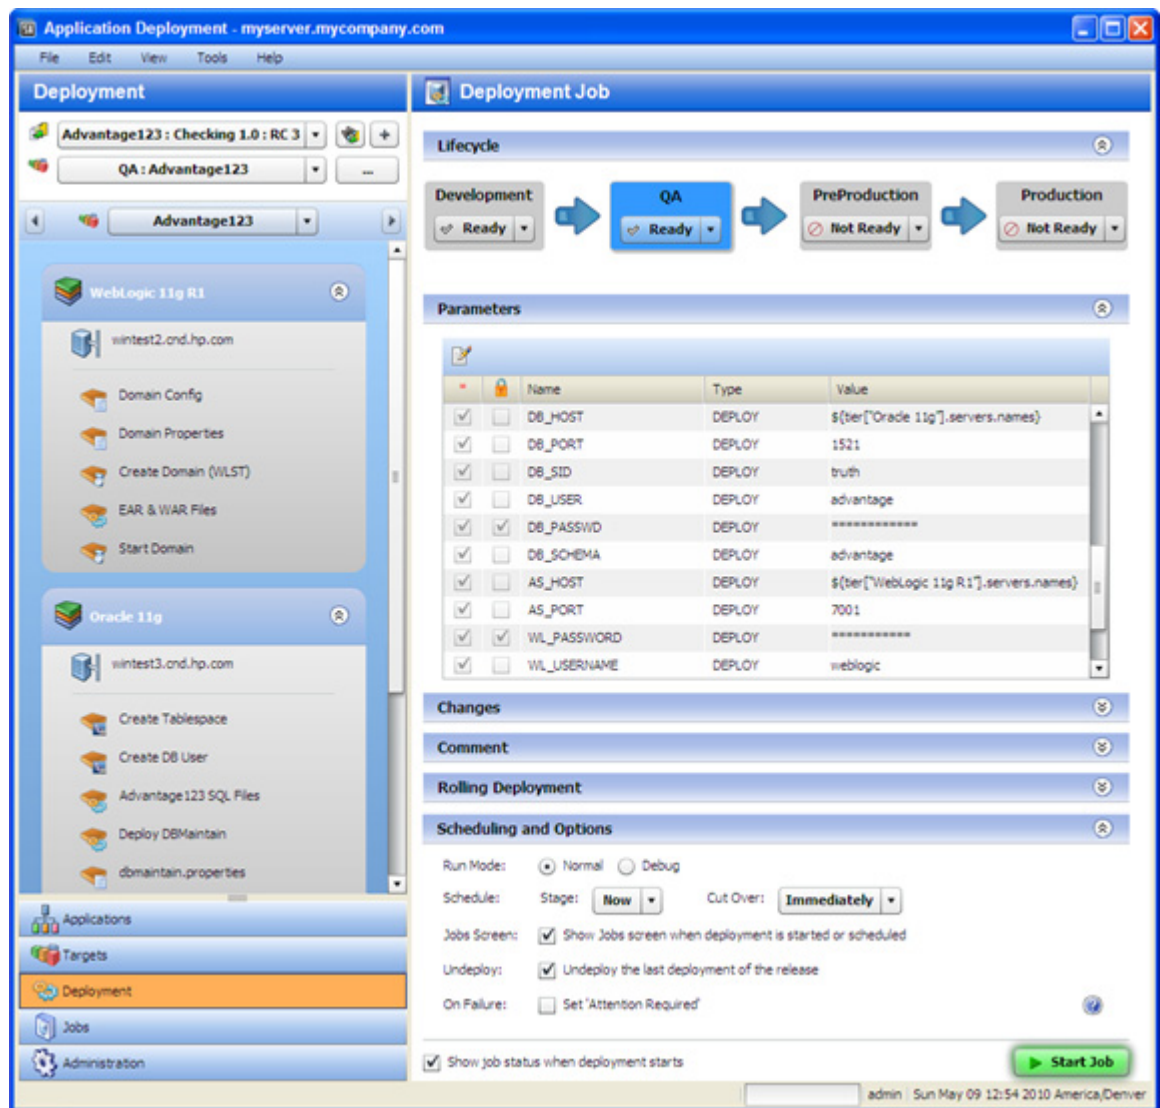 Application Deployment - myserver.mycompany.com
File Edit View Tools Help
Deployment
Advantage123 : Checking 1.0 : RC 3
QA : Advantage123
...
Advantage123
WebLogic 11g R1
wintest2.cnd.hp.com
Domain Config
Domain Properties
Create Domain (WLST)
EAR & WAR Files
Start Domain
Oracle 11g
wintest3.cnd.hp.com
Create Tablespace
Create DB User
Advantage123 SQL Files
Deploy DBMaintain
dbmaintain.properties
Applications
Targets
Deployment
Jobs
Administration
Deployment Job
Lifecycle
Development QA PreProduction Production
Ready Ready Not Ready Not Ready
Parameters
* Name Type Value
DB_HOST DEPLOY ${tier["Oracle 11g"].servers.names}
DB_PORT DEPLOY 1521
DB_SID DEPLOY truth
DB_USER DEPLOY advantage
DB_PASSWD DEPLOY ************
DB_SCHEMA DEPLOY advantage
AS_HOST DEPLOY ${tier["WebLogic 11g R1"].servers.names}
AS_PORT DEPLOY 7001
WL_PASSWORD DEPLOY ***********
WL_USERNAME DEPLOY weblogic
Changes
Comment
Rolling Deployment
Scheduling and Options
Run Mode: Normal Debug
Schedule: Stage: Now Cut Over: Immediately
Jobs Screen: Show Jobs screen when deployment is started or scheduled
Undeploy: Undeploy the last deployment of the release
On Failure: Set 'Attention Required'
Show job status when deployment starts
Start Job
admin Sun May 09 12:54 2010 America/Denver